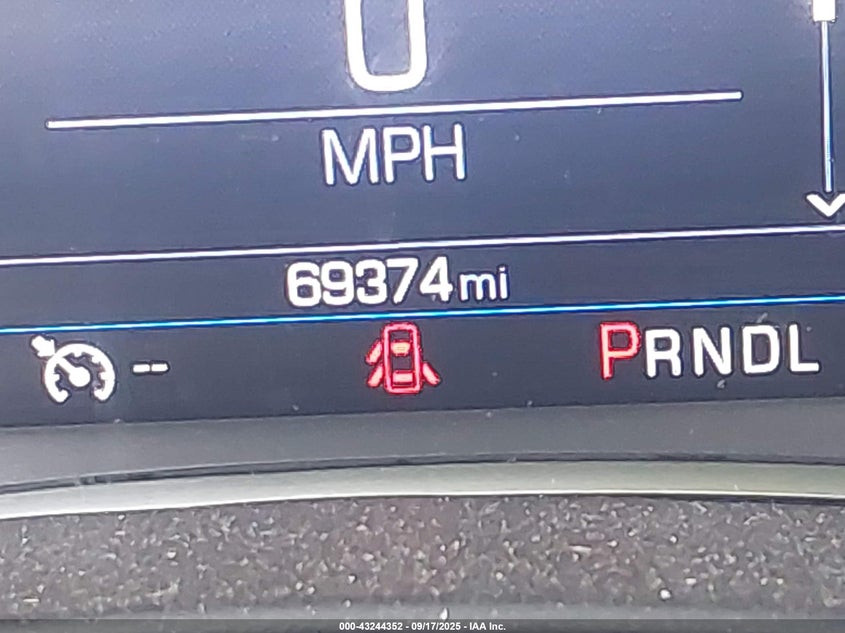 0
MPH
69374 mi
-- PRNDL
000-43244352 - 09/17/2025 - IAA Inc.